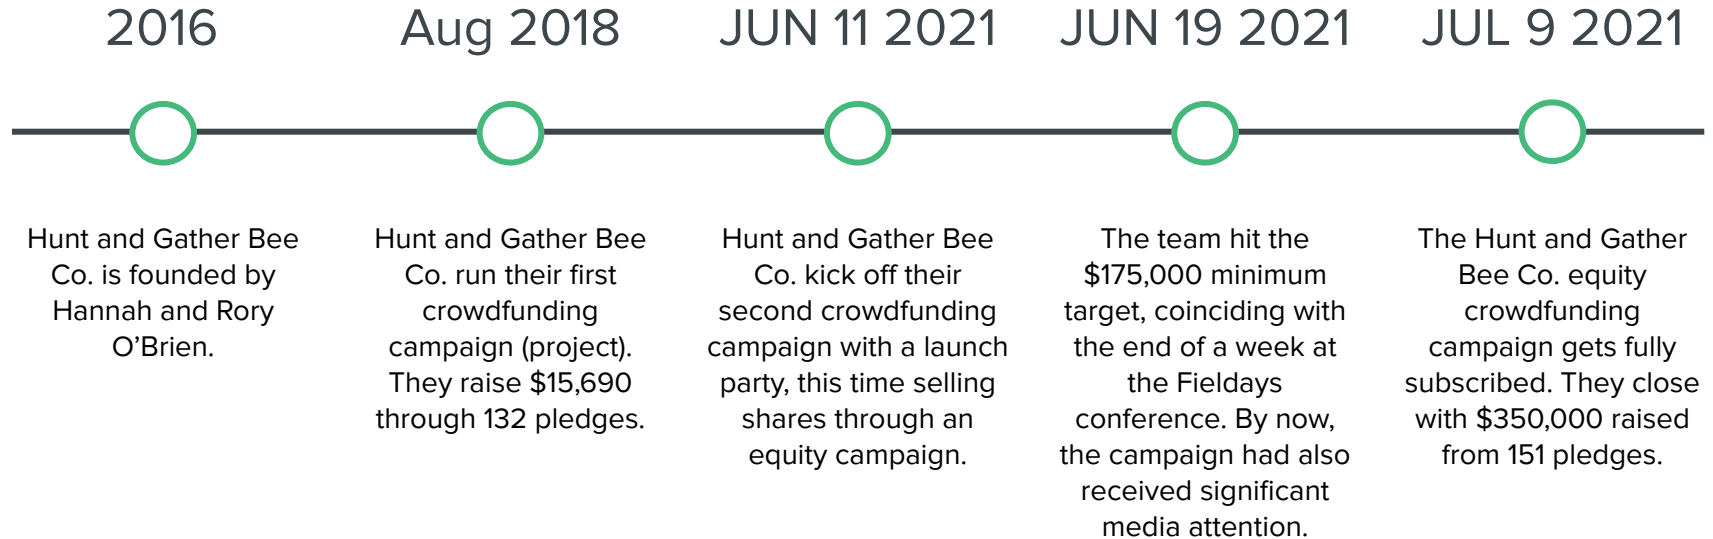 2016
Hunt and Gather Bee
Co. is founded by
Hannah and Rory
O’Brien.
Aug 2018
Hunt and Gather Bee
Co. run their first
crowdfunding
campaign (project).
They raise $15,690
through 132 pledges.
JUN 11 2021
Hunt and Gather Bee
Co. kick off their
second crowdfunding
campaign with a launch
party, this time selling
shares through an
equity campaign.
JUN 19 2021
The team hit the
$175,000 minimum
target, coinciding with
the end of a week at
the Fieldays
conference. By now,
the campaign had also
received significant
media attention.
JUL 9 2021
The Hunt and Gather
Bee Co. equity
crowdfunding
campaign gets fully
subscribed. They close
with $350,000 raised
from 151 pledges.